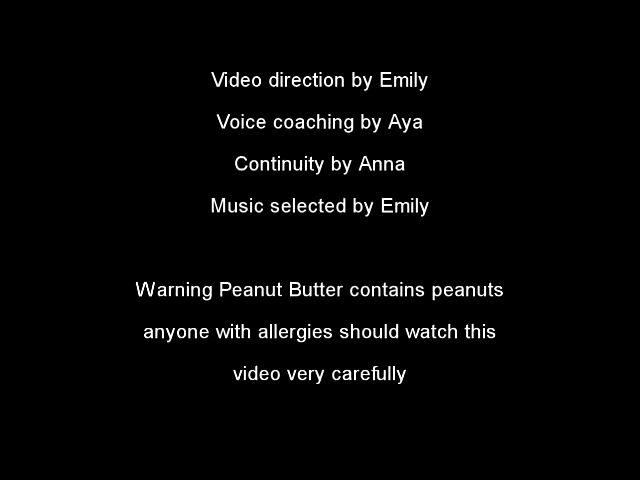 Video direction by Emily
Voice coaching by Aya
Continuity by Anna
Music selected by Emily
Warning Peanut Butter contains peanuts
anyone with allergies should watch this
video very carefully